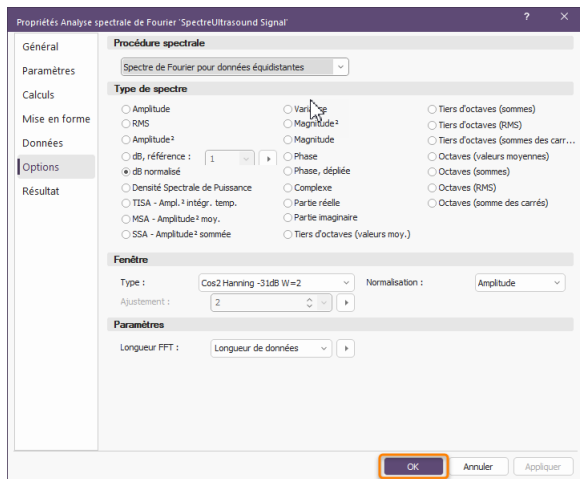 Propriétés Analyse spectrale de Fourier 'SpectreUltrasound Signal'
?
Général
Paramètres
Calculs
Mise en forme
Données
Options
Résultat
Procédure spectrale
Spectre de Fourier pour données équidistantes
Type de spectre
Amplitude
RMS
Amplitude²
dB, référence : 1
dB normalisé
Densité Spectrale de Puissance
TISA - Ampl.² intégr. temp.
MSA - Amplitude² moy.
SSA - Amplitude² sommée
Magnitude²
Magnitude
Phase
Phase, dépliée
Complexe
Partie réelle
Partie imaginaire
Tiers d'octaves (valeurs moy.)
Tiers d'octaves (sommes)
Tiers d'octaves (RMS)
Tiers d'octaves (sommes des carr...
Octaves (valeurs moyennes)
Octaves (sommes)
Octaves (RMS)
Octaves (somme des carrés)
Fenêtre
Type : Cos2 Hanning -31dB W=2 Normalisation : Amplitude
Ajustement : 2
Paramètres
Longueur FFT : Longueur de données
OK Annuler Appliquer